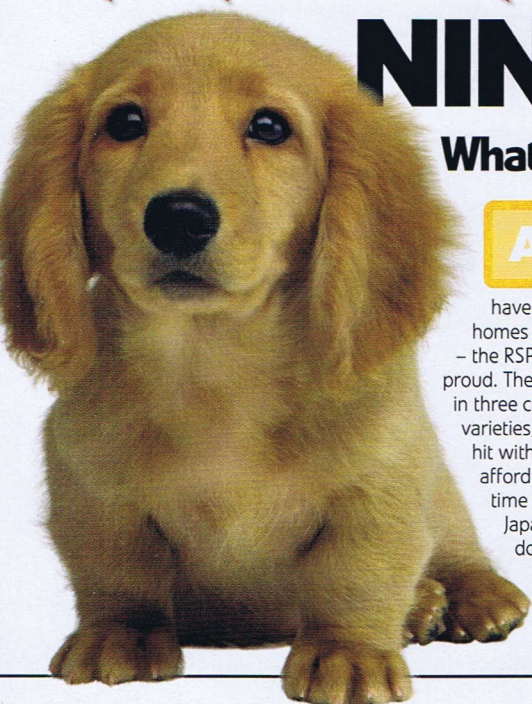 NIN
What
A
have
homes
– the RSP
proud. The
in three c
varieties
hit with
afford
time
Japa
do